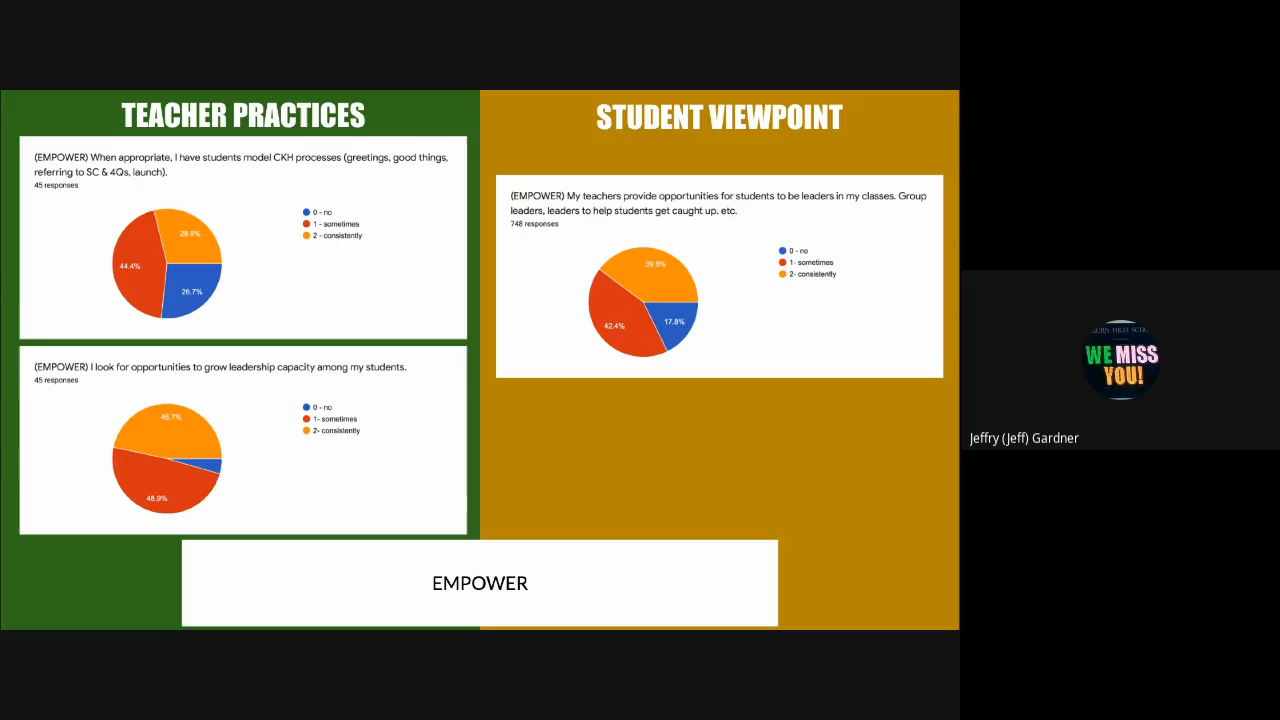 TEACHER PRACTICES
(EMPOWER) When appropriate, I have students model CKH processes (greetings, good things,
referring to SC & 4Qs, launch).
45 responses
0 - no
1 - sometimes
2 - consistently
28.9%
44.4%
26.7%
(EMPOWER) I look for opportunities to grow leadership capacity among my students.
45 responses
0 - no
1- sometimes
2- consistently
46.7%
48.9%
STUDENT VIEWPOINT
(EMPOWER) My teachers provide opportunities for students to be leaders in my classes. Group
leaders, leaders to help students get caught up. etc.
748 responses
0 - no
1- sometimes
2- consistently
39.8%
42.4%
17.8%
EMPOWER
WE MISS
YOU!
Jeffry (Jeff) Gardner